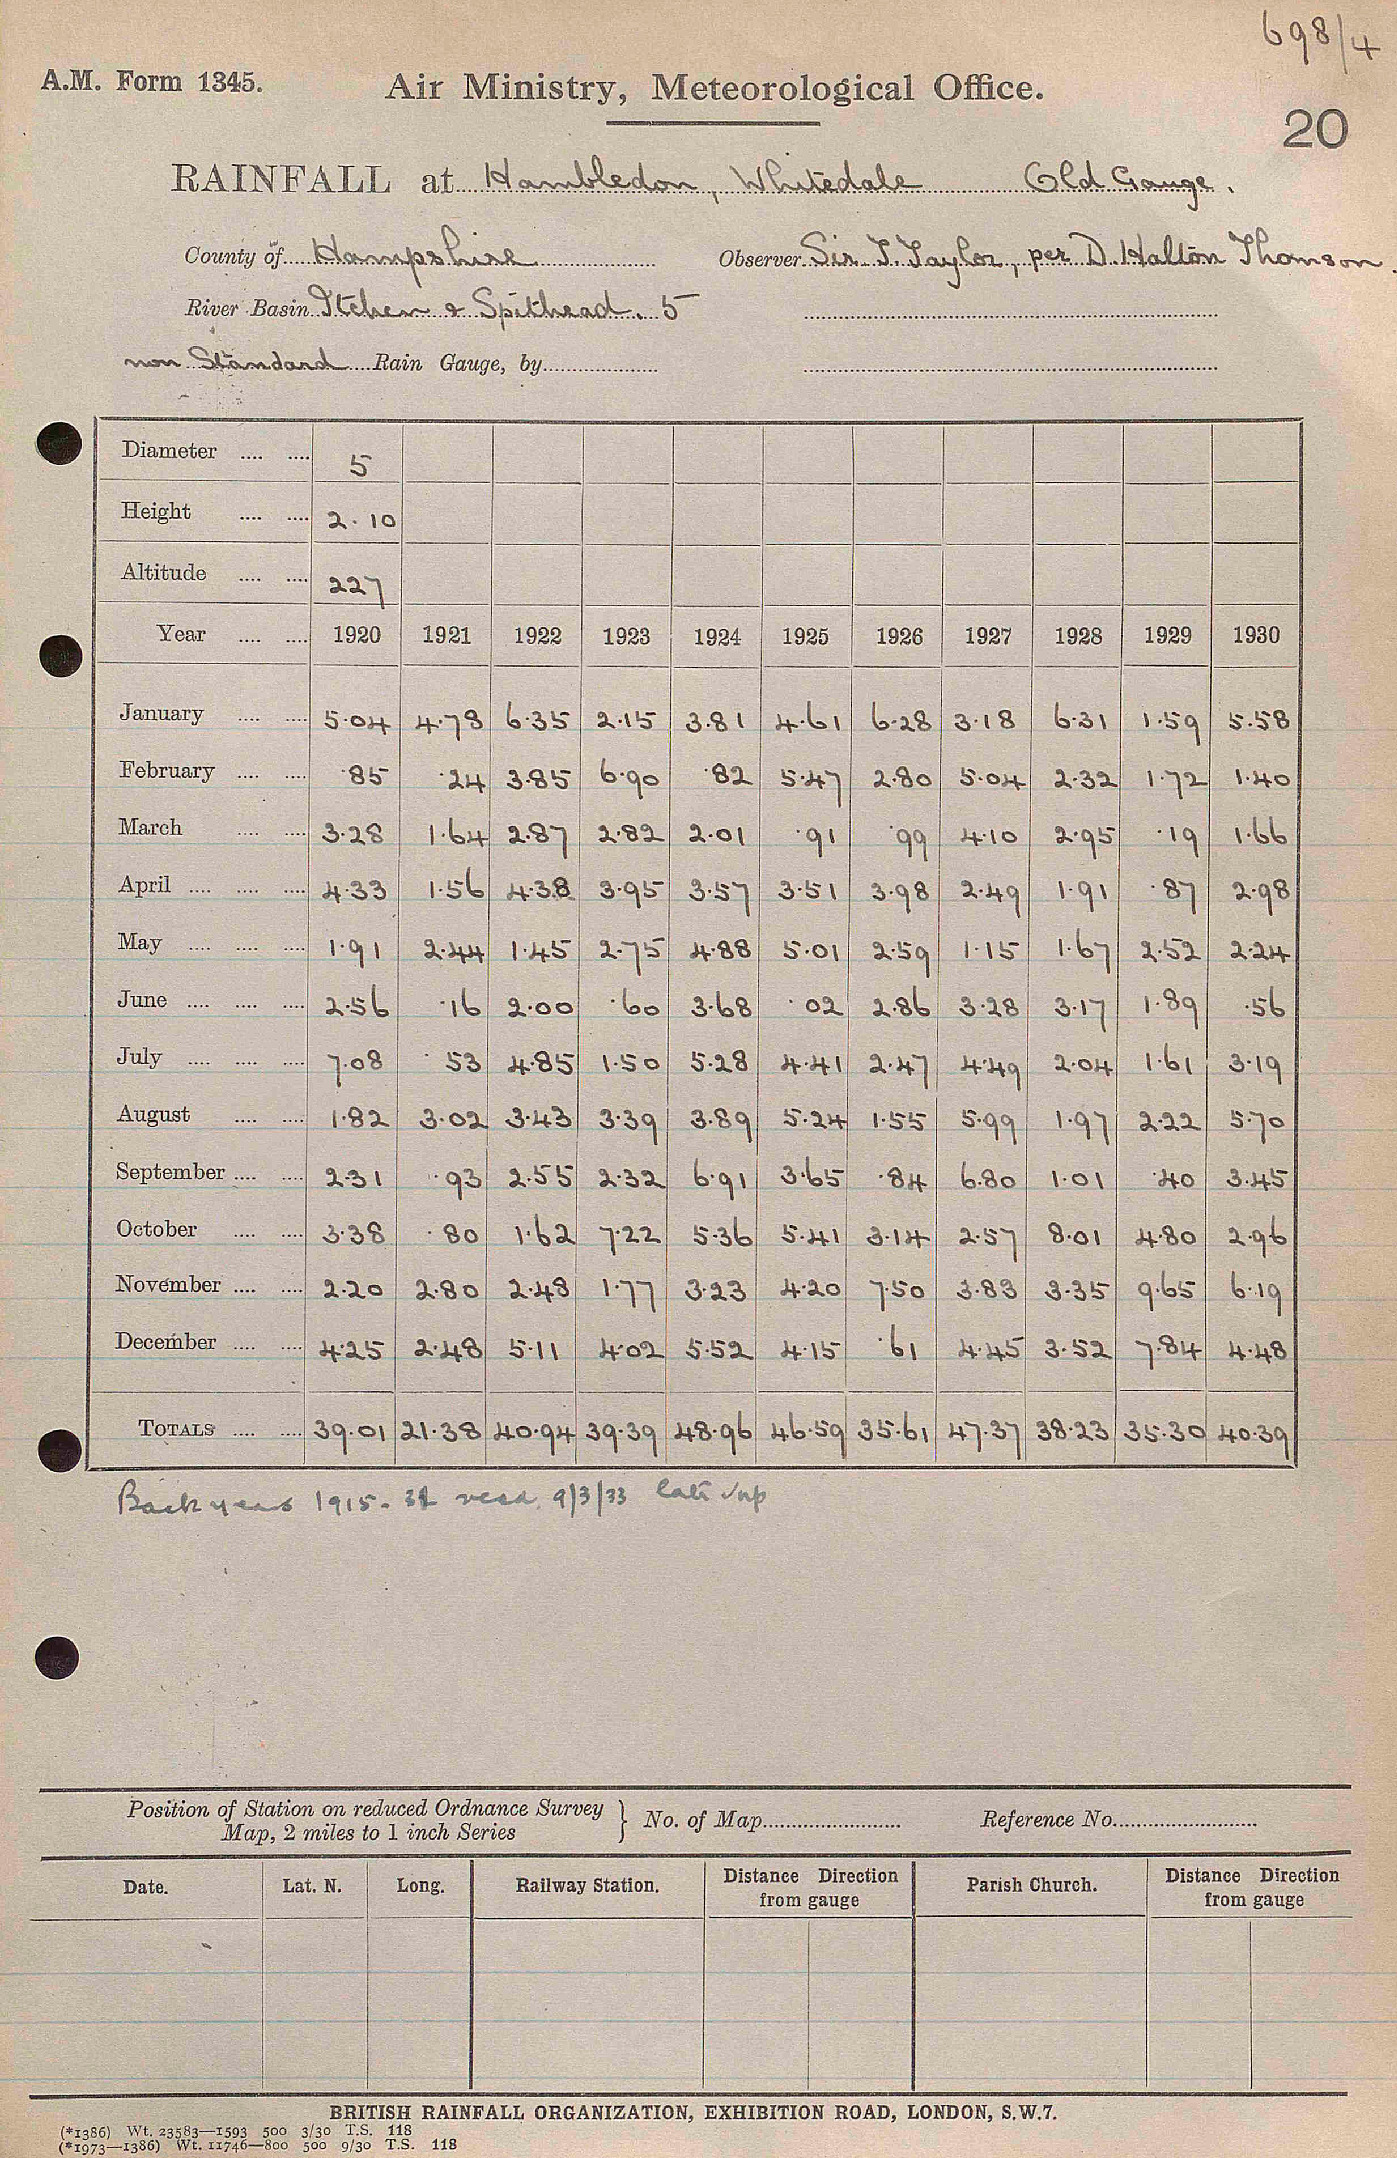 698/4
A.M. Form 1345.
Air Ministry, Meteorological Office.
20
RAINFALL at Hambledon, Whitedale Old Gauge.
County of Hampshire Observer Sir J. Taylor, per D. Halton Thomson.
River Basin Itchen & Spithead. 5
non Standard Rain Gauge, by
Diameter .... .... 5
Height .... .... 2.10
Altitude .... .... 227
Year .... .... 1920 1921 1922 1923 1924 1925 1926 1927 1928 1929 1930
January .... .... 5.04 4.78 6.35 2.15 3.81 4.61 6.28 3.18 6.31 1.59 5.58
February .... .... .85 .24 3.85 6.90 .82 5.47 2.80 5.04 2.32 1.72 1.40
March .... .... 3.28 1.64 2.87 2.82 2.01 .91 .99 4.10 2.95 .19 1.66
April .... .... .... 4.33 1.56 4.38 3.95 3.57 3.51 3.98 2.49 1.91 .87 2.98
May .... .... .... 1.91 2.44 1.45 2.75 4.88 5.01 2.59 1.15 1.67 2.52 2.24
June .... .... .... 2.56 .16 2.00 .60 3.68 .02 2.86 3.28 3.17 1.89 .56
July .... .... .... 7.08 .53 4.85 1.50 5.28 4.41 2.47 4.49 2.04 1.61 3.19
August .... .... 1.82 3.02 3.43 3.39 3.89 5.24 1.55 5.99 1.97 2.22 5.70
September .... .... 2.31 .93 2.55 2.32 6.91 3.65 .84 6.80 1.01 .40 3.45
October .... .... 3.38 .80 1.62 7.22 5.36 5.41 3.14 2.57 8.01 4.80 2.96
November .... .... 2.20 2.80 2.48 1.77 3.23 4.20 7.50 3.83 3.35 9.65 6.19
December .... .... 4.25 2.48 5.11 4.02 5.52 4.15 .61 4.45 3.52 7.84 4.48
TOTALS .... .... 39.01 21.38 40.94 39.39 48.96 46.59 35.61 47.37 38.23 35.30 40.39
Back years 1915- recd 9/3/33
Position of Station on reduced Ordnance Survey
Map, 2 miles to 1 inch Series } No. of Map Reference No.
Date. Lat. N. Long. Railway Station. Distance Direction from gauge Parish Church. Distance Direction from gauge
BRITISH RAINFALL ORGANIZATION, EXHIBITION ROAD, LONDON, S.W.7.
(*1386) Wt. 23583—1593 500 3/30 T.S. 118
(*1973—1386) Wt. 11746—800 500 9/30 T.S. 118